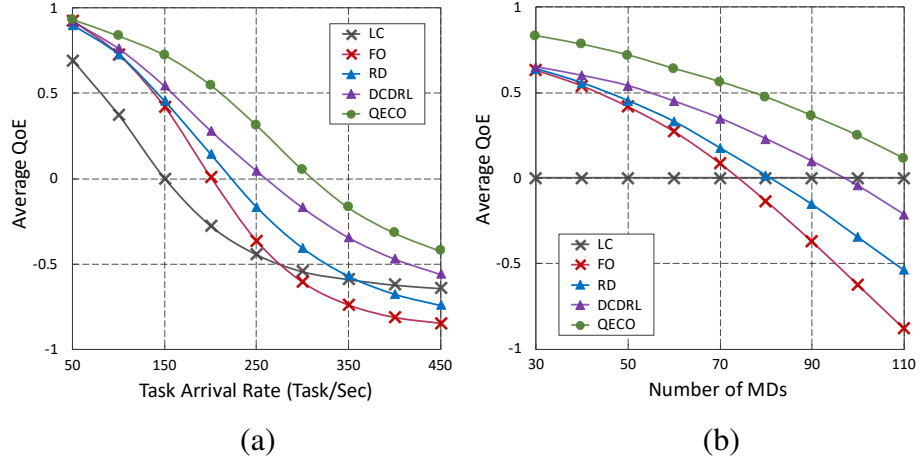 1
0.5
0
-0.5
-1
Average QoE
50
150
250
350
450
Task Arrival Rate (Task/Sec)
LC
FO
RD
DCDRL
QECO
(a)
1
0.5
0
-0.5
-1
Average QoE
30
50
70
90
110
Number of MDs
LC
FO
RD
DCDRL
QECO
(b)